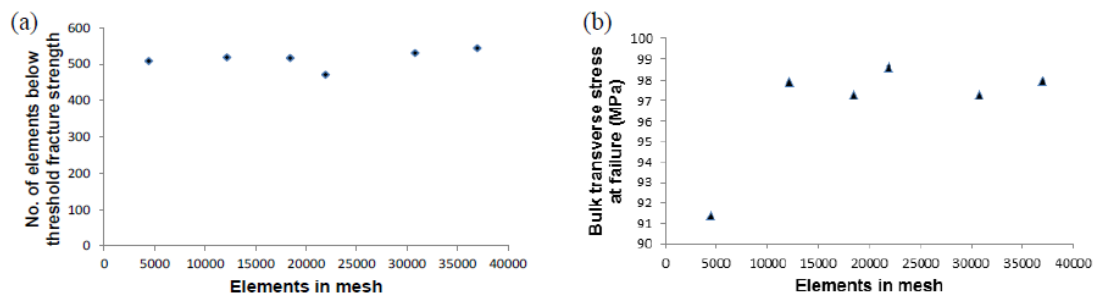 (a)
No. of elements below
threshold fracture strength
600
500
400
300
200
100
0
0 5000 10000 15000 20000 25000 30000 35000 40000
Elements in mesh
(b)
Bulk transverse stress
at failure (MPa)
100
99
98
97
96
95
94
93
92
91
90
0 5000 10000 15000 20000 25000 30000 35000 40000
Elements in mesh